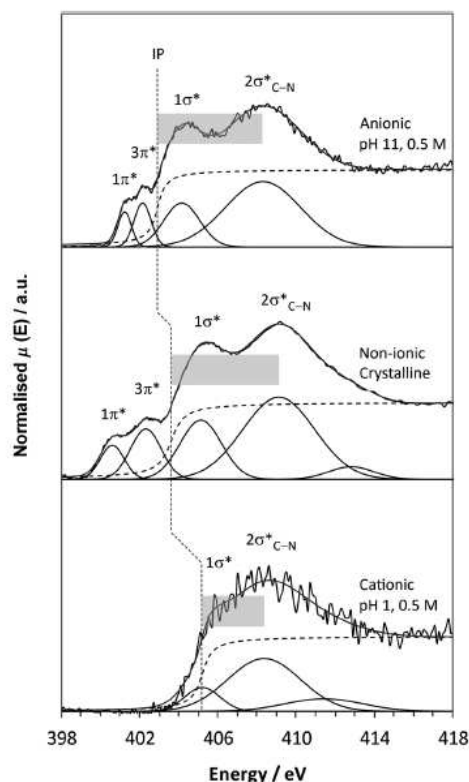 Normalised μ (E) / a.u.
IP
1π*
3π*
1σ*
2σ*C–N
Anionic
pH 11, 0.5 M
1π*
3π*
1σ*
2σ*C–N
Non-ionic
Crystalline
1σ*
2σ*C–N
Cationic
pH 1, 0.5 M
398 402 406 410 414 418
Energy / eV